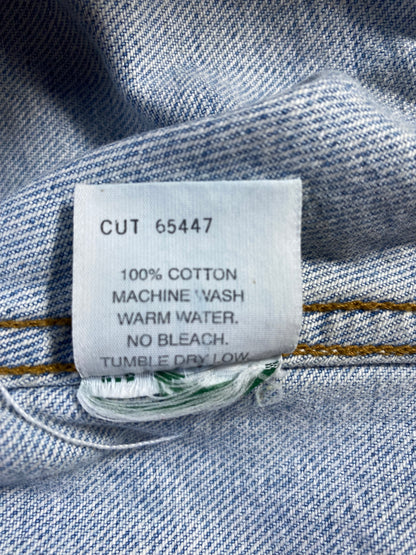 CUT 65447
100% COTTON
MACHINE WASH
WARM WATER.
NO BLEACH.
TUMBLE DRY LOW.